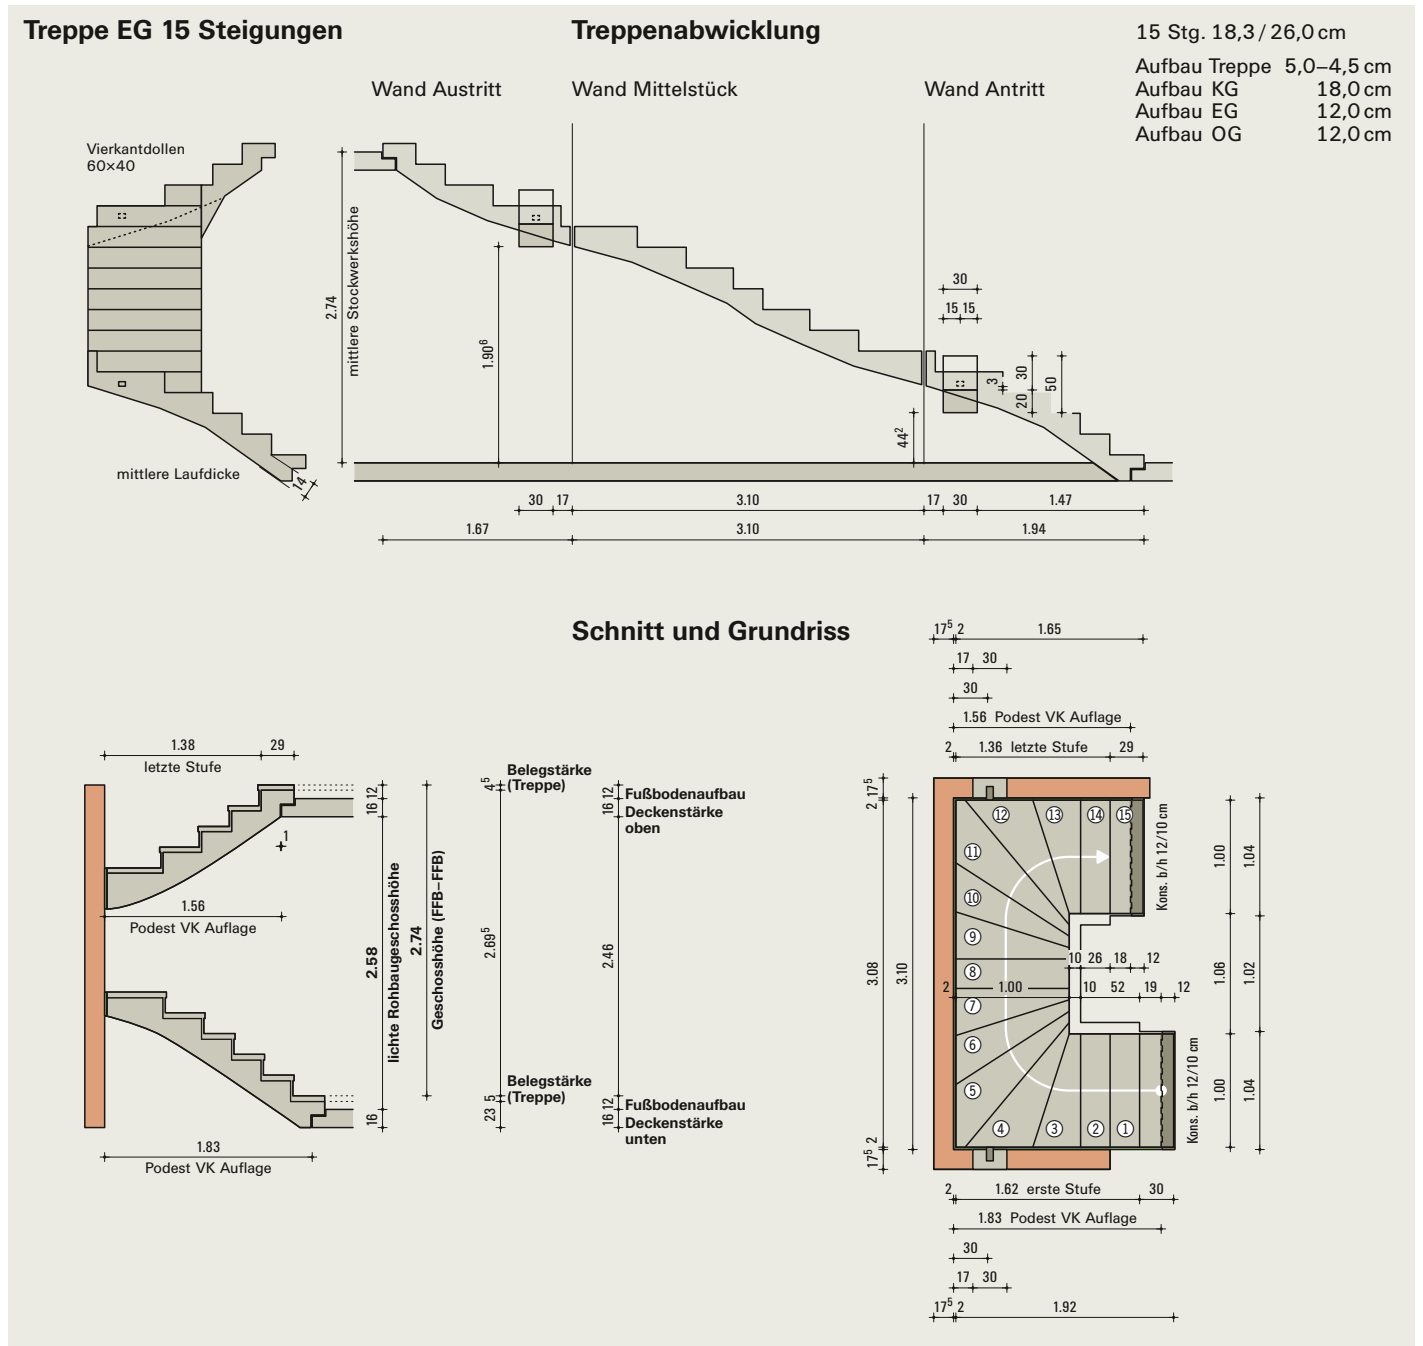 Treppe EG 15 Steigungen
Treppenabwicklung
15 Stg. 18,3 / 26,0 cm
Aufbau Treppe 5,0–4,5 cm
Aufbau KG 18,0 cm
Aufbau EG 12,0 cm
Aufbau OG 12,0 cm
Wand Austritt
Wand Mittelstück
Wand Antritt
Vierkantdollen
60×40
mittlere Laufdicke
14
2.74
mittlere Stockwerkshöhe
1.90⁶
30
15 15
3
30
20
50
44²
30 17 3.10 17 30 1.47
1.67 3.10 1.94
Schnitt und Grundriss
1.38 29
letzte Stufe
1
1.56
Podest VK Auflage
1.83
Podest VK Auflage
16 12
2.58
lichte Rohbaugeschosshöhe
16
2.74
Geschosshöhe (FFB–FFB)
4⁵
Belegstärke
(Treppe)
2.69⁵
Belegstärke
(Treppe)
23 5
16 12
Fußbodenaufbau
Deckenstärke
oben
2.46
16 12
Fußbodenaufbau
Deckenstärke
unten
17⁵ 2 1.65
17 30
30
1.56 Podest VK Auflage
2 1.36 letzte Stufe 29
2 17⁵
3.08
17⁵ 2
3.10
12 13 14 15
11
10
9
8
7
6
5
4 3 2 1
10 26 18 12
2 1.00 10 52 19 12
Kons. b/h 12/10 cm
Kons. b/h 12/10 cm
1.00
1.06
1.00
1.04
1.02
1.04
2 1.62 erste Stufe 30
1.83 Podest VK Auflage
30
17 30
17⁵ 2 1.92